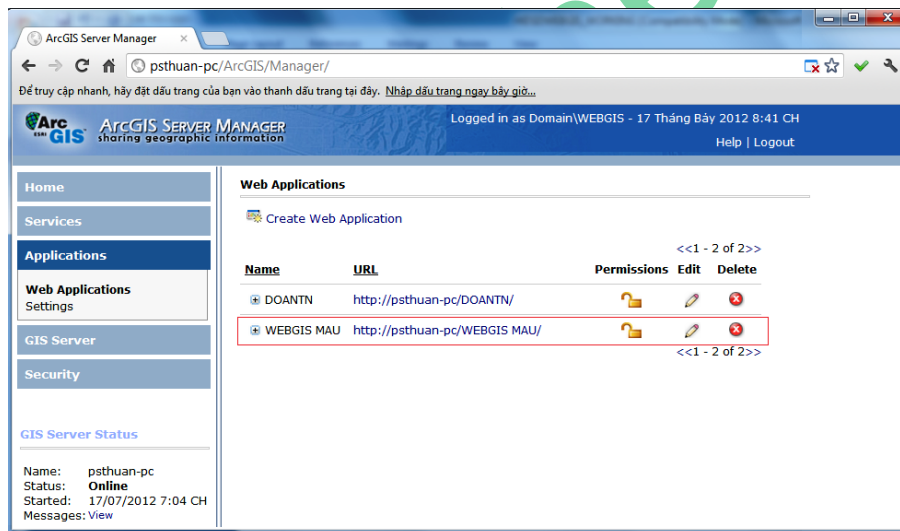 ArcGIS Server Manager
psthuan-pc/ArcGIS/Manager/
Để truy cập nhanh, hãy đặt dấu trang của bạn vào thanh dấu trang tại đây. Nhập dấu trang ngay bây giờ...
ArcGIS ArcGIS SERVER MANAGER
ESRI sharing geographic information
Logged in as Domain\WEBGIS - 17 Tháng Bảy 2012 8:41 CH
Help | Logout
Home
Services
Applications
Web Applications
Settings
GIS Server
Security
GIS Server Status
Name: psthuan-pc
Status: Online
Started: 17/07/2012 7:04 CH
Messages: View
Web Applications
Create Web Application
<<1 - 2 of 2>>
Name URL Permissions Edit Delete
DOANTN http://psthuan-pc/DOANTN/
WEBGIS MAU http://psthuan-pc/WEBGIS MAU/
<<1 - 2 of 2>>